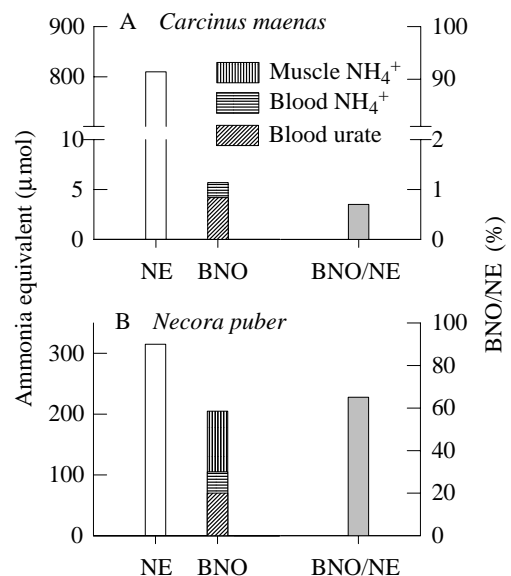 900
A Carcinus maenas
100
800
Muscle NH₄⁺
90
Blood NH₄⁺
10
Blood urate
2
5
1
0
0
NE BNO BNO/NE
Ammonia equivalent (µmol)
BNO/NE (%)
B Necora puber
100
300
80
200
60
40
100
20
0
0
NE BNO BNO/NE